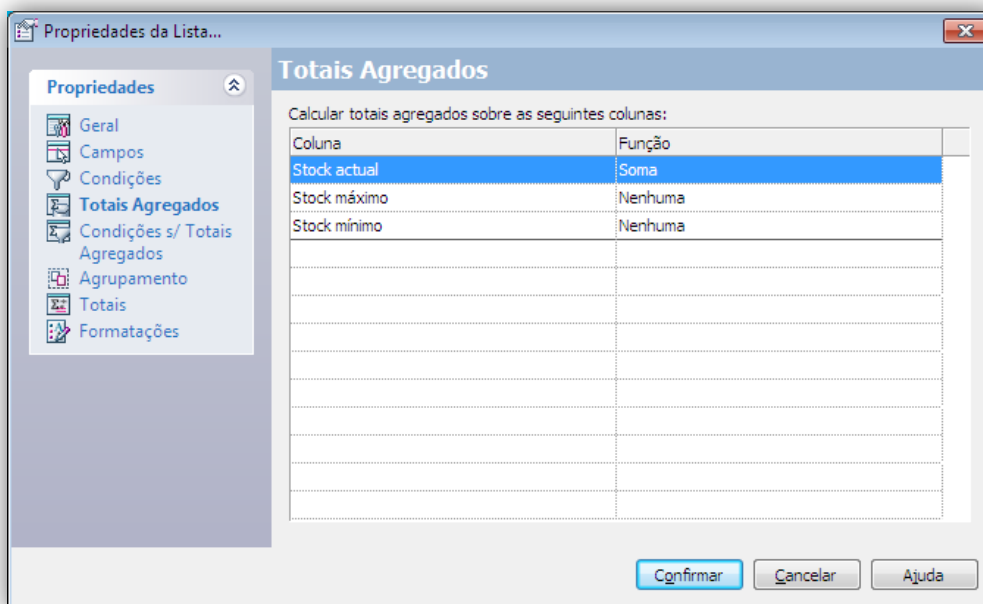 Propriedades da Lista...
Propriedades
Geral
Campos
Condições
Totais Agregados
Condições s/ Totais
Agregados
Agrupamento
Totais
Formatações
Totais Agregados
Calcular totais agregados sobre as seguintes colunas:
Coluna Função
Stock actual Soma
Stock máximo Nenhuma
Stock mínimo Nenhuma
Confirmar Cancelar Ajuda